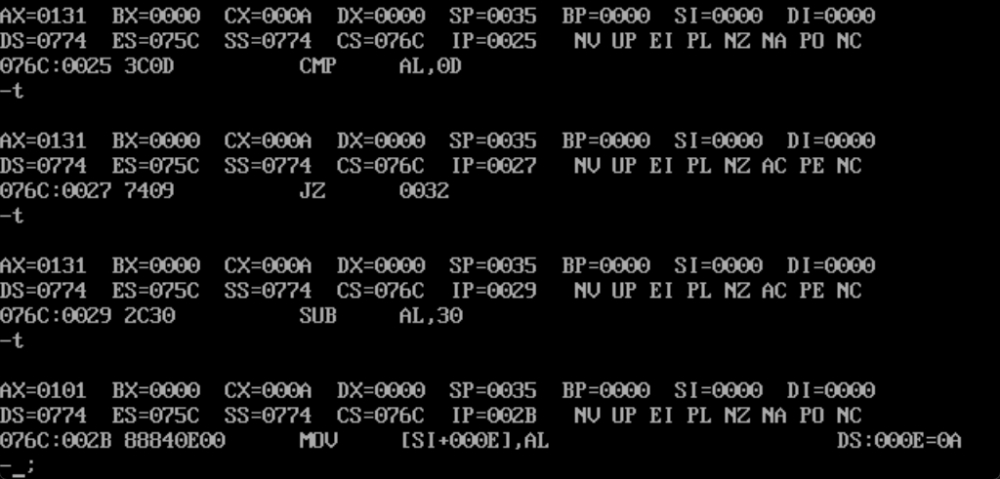 AX=0131  BX=0000  CX=000A  DX=0000  SP=0035  BP=0000  SI=0000  DI=0000
DS=0774  ES=075C  SS=0774  CS=076C  IP=0025   NV UP EI PL NZ NA PO NC
076C:0025 3C0D          CMP     AL,0D
-t
AX=0131  BX=0000  CX=000A  DX=0000  SP=0035  BP=0000  SI=0000  DI=0000
DS=0774  ES=075C  SS=0774  CS=076C  IP=0027   NV UP EI PL NZ AC PE NC
076C:0027 7409          JZ      0032
-t
AX=0131  BX=0000  CX=000A  DX=0000  SP=0035  BP=0000  SI=0000  DI=0000
DS=0774  ES=075C  SS=0774  CS=076C  IP=0029   NV UP EI PL NZ AC PE NC
076C:0029 2C30          SUB     AL,30
-t
AX=0101  BX=0000  CX=000A  DX=0000  SP=0035  BP=0000  SI=0000  DI=0000
DS=0774  ES=075C  SS=0774  CS=076C  IP=002B   NV UP EI PL NZ NA PO NC
076C:002B 88840E00      MOV     [SI+000E],AL                       DS:000E=0A
-_;